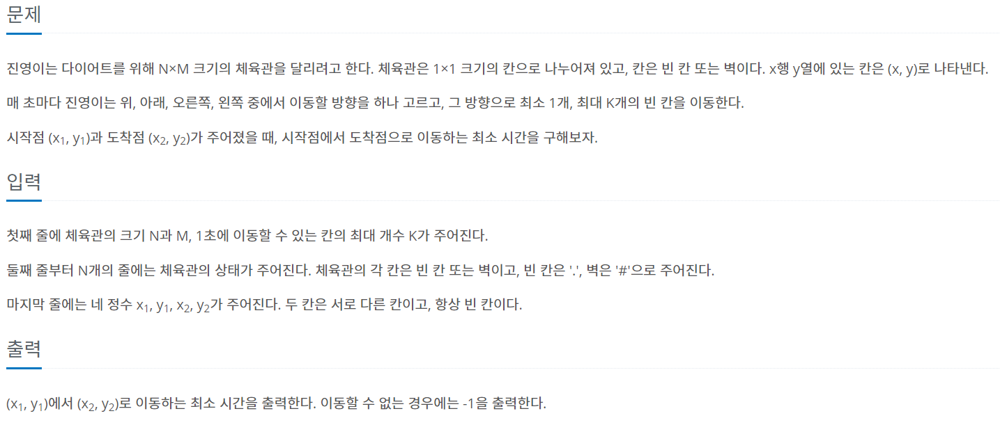 문제
진영이는 다이어트를 위해 N×M 크기의 체육관을 달리려고 한다. 체육관은 1×1 크기의 칸으로 나누어져 있고, 칸은 빈 칸 또는 벽이다. x행 y열에 있는 칸은 (x, y)로 나타낸다.
매 초마다 진영이는 위, 아래, 오른쪽, 왼쪽 중에서 이동할 방향을 하나 고르고, 그 방향으로 최소 1개, 최대 K개의 빈 칸을 이동한다.
시작점 (x₁, y₁)과 도착점 (x₂, y₂)가 주어졌을 때, 시작점에서 도착점으로 이동하는 최소 시간을 구해보자.
입력
첫째 줄에 체육관의 크기 N과 M, 1초에 이동할 수 있는 칸의 최대 개수 K가 주어진다.
둘째 줄부터 N개의 줄에는 체육관의 상태가 주어진다. 체육관의 각 칸은 빈 칸 또는 벽이고, 빈 칸은 '.', 벽은 '#'으로 주어진다.
마지막 줄에는 네 정수 x₁, y₁, x₂, y₂가 주어진다. 두 칸은 서로 다른 칸이고, 항상 빈 칸이다.
출력
(x₁, y₁)에서 (x₂, y₂)로 이동하는 최소 시간을 출력한다. 이동할 수 없는 경우에는 -1을 출력한다.